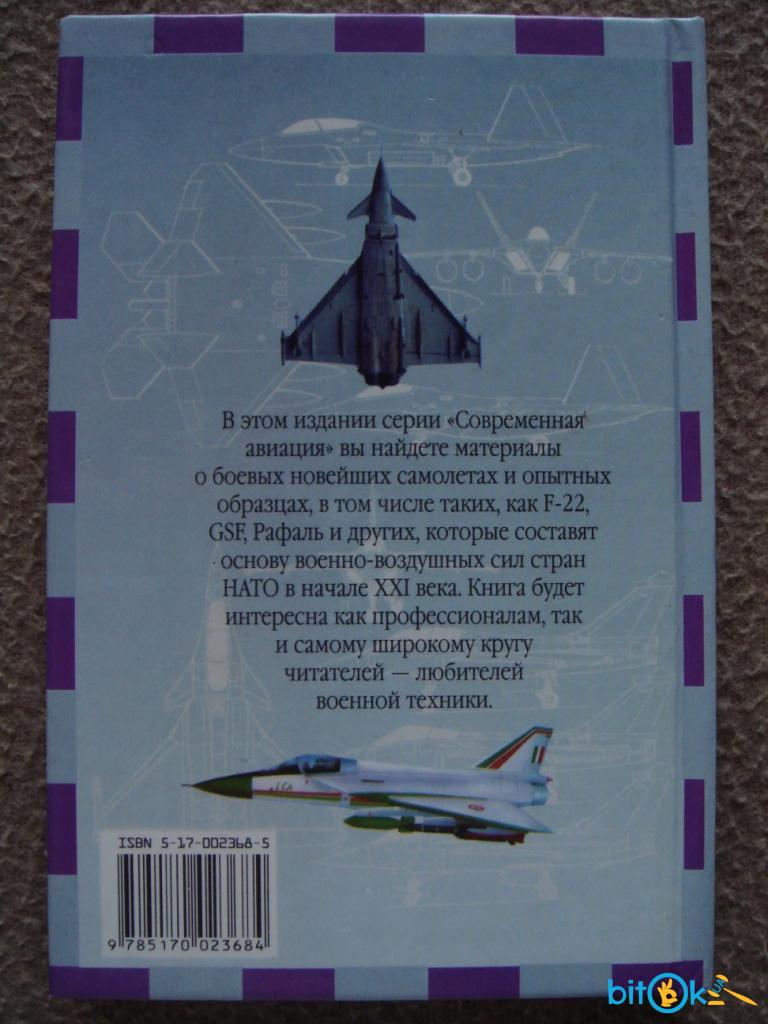 В этом издании серии «Современная
авиация» вы найдете материалы
о боевых новейших самолетах и опытных
образцах, в том числе таких, как F-22,
GSF, Рафаль и других, которые составят
основу военно-воздушных сил стран
НАТО в начале XXI века. Книга будет
интересна как профессионалам, так
и самому широкому кругу
читателей — любителей
военной техники.
LCA
ISBN 5-17-002368-5
9 785170 023684
bitOk.UA